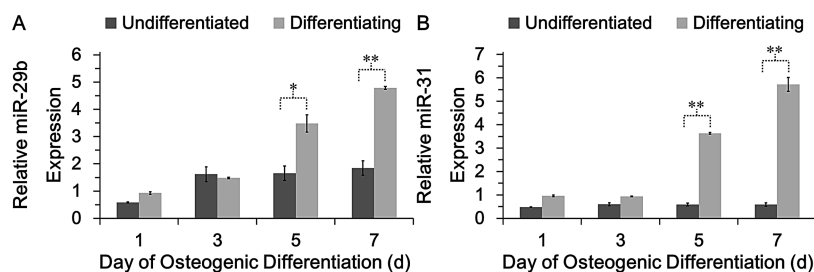 A
Undifferentiated
Differentiating
Relative miR-29b
Expression
6
5
4
3
2
1
0
*
**
1
3
5
7
Day of Osteogenic Differentiation (d)
B
Undifferentiated
Differentiating
Relative miR-31
Expression
7
6
5
4
3
2
1
0
**
**
1
3
5
7
Day of Osteogenic Differentiation (d)